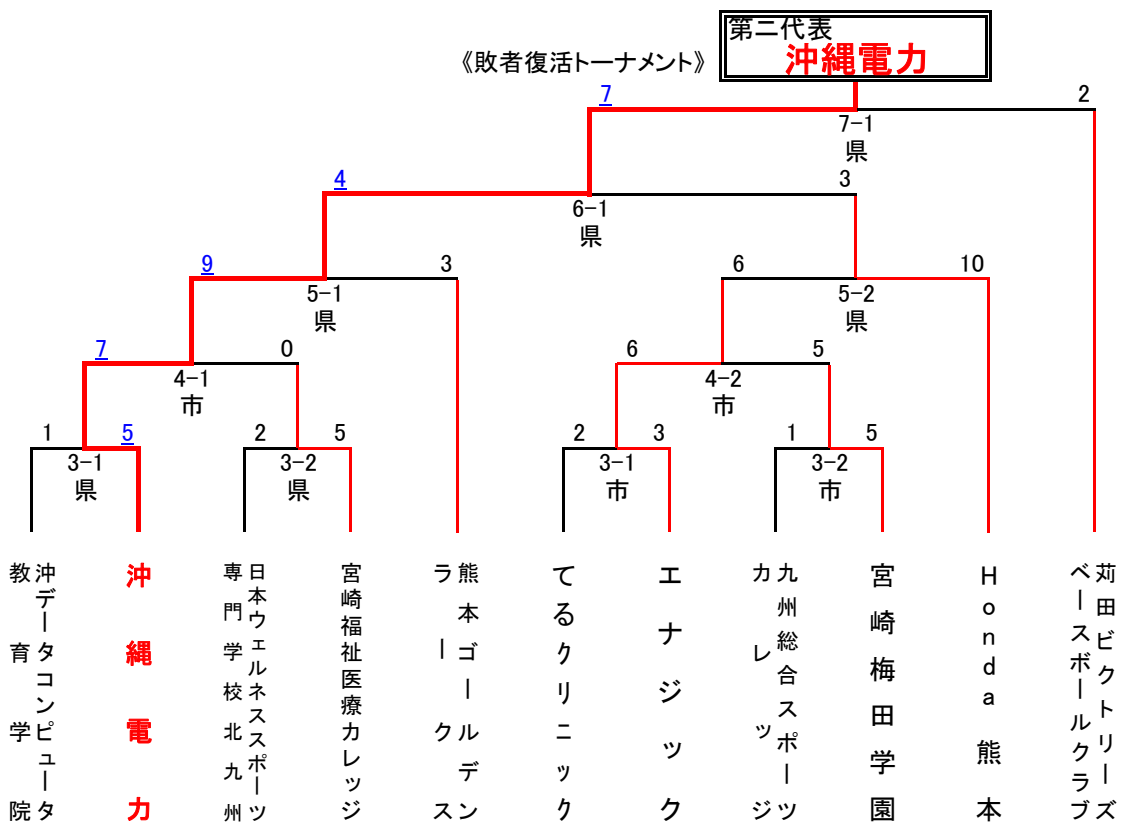 第二代表
沖縄電力
《敗者復活トーナメント》
7
2
7-1
県
4
3
6-1
県
9
3
6
10
5-1
県
5-2
県
7
0
6
5
4-1
市
4-2
市
1
5
2
5
2
3
1
5
3-1
県
3-2
県
3-1
市
3-2
市
沖データコンピュータ
教育学院
沖縄電力
日本ウェルネススポーツ
専門学校北九州
宮崎福祉医療カレッジ
熊本ゴールデン
ラークス
てるクリニック
エナジック
九州総合スポーツ
カレッジ
宮崎梅田学園
Honda熊本
苅田ビクトリーズ
ベースボールクラブ